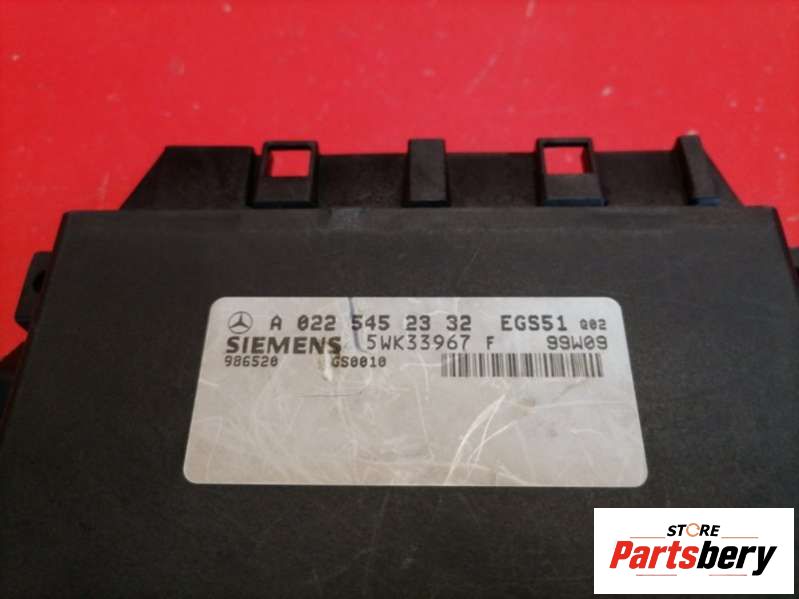 A 022 545 23 32 EGS51 Q02
SIEMENS 5WK33967 F 99W09
986520 GS0010
STORE
Partsbery